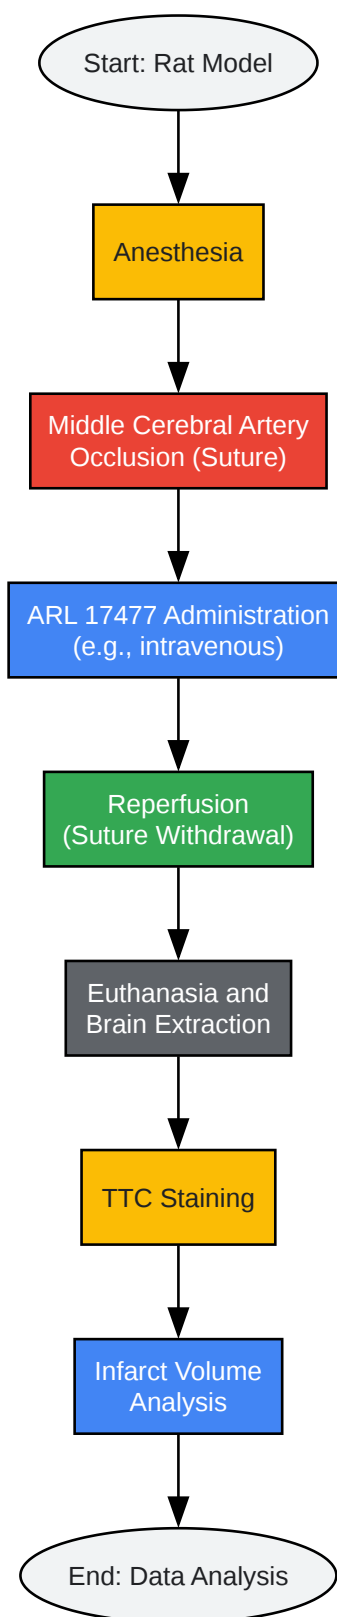 Start: Rat Model
Anesthesia
Middle Cerebral Artery
Occlusion (Suture)
ARL 17477 Administration
(e.g., intravenous)
Reperfusion
(Suture Withdrawal)
Euthanasia and
Brain Extraction
TTC Staining
Infarct Volume
Analysis
End: Data Analysis